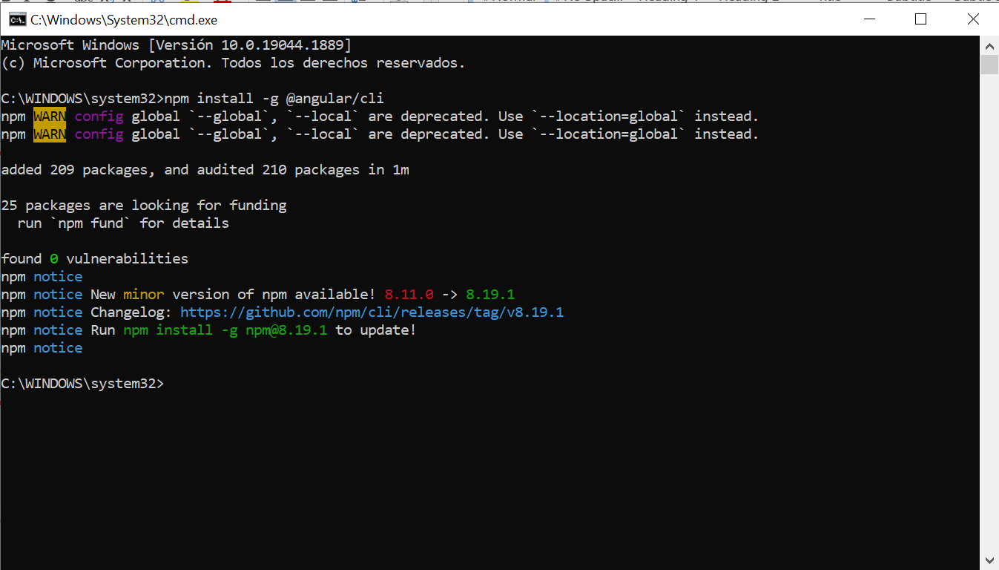 C:\Windows\System32\cmd.exe
Microsoft Windows [Versión 10.0.19044.1889]
(c) Microsoft Corporation. Todos los derechos reservados.
C:\WINDOWS\system32>npm install -g @angular/cli
npm WARN config global `--global`, `--local` are deprecated. Use `--location=global` instead.
npm WARN config global `--global`, `--local` are deprecated. Use `--location=global` instead.
added 209 packages, and audited 210 packages in 1m
25 packages are looking for funding
  run `npm fund` for details
found 0 vulnerabilities
npm notice
npm notice New minor version of npm available! 8.11.0 -> 8.19.1
npm notice Changelog: https://github.com/npm/cli/releases/tag/v8.19.1
npm notice Run npm install -g npm@8.19.1 to update!
npm notice
C:\WINDOWS\system32>